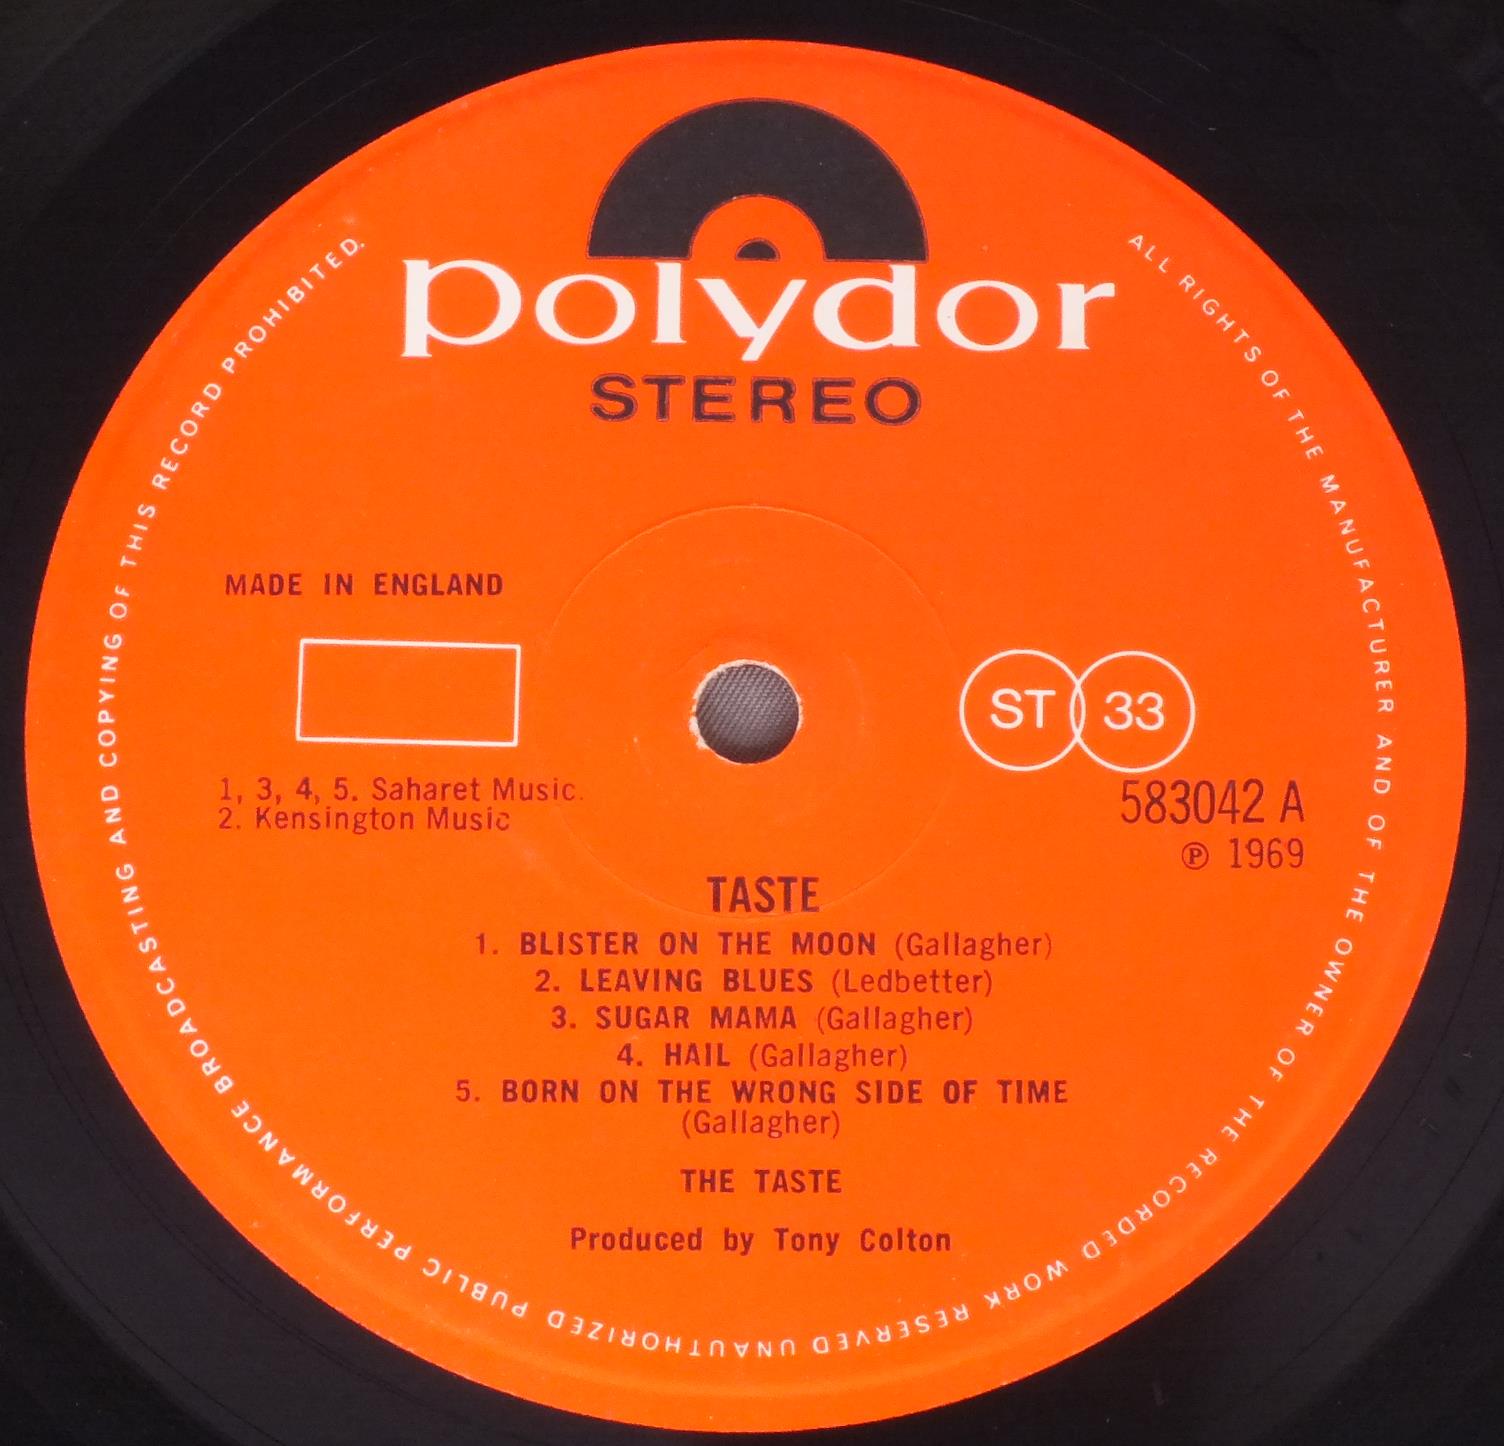 polydor
STEREO
MADE IN ENGLAND
ST 33
1, 3, 4, 5. Saharet Music.
2. Kensington Music
583042 A
℗ 1969
TASTE
1. BLISTER ON THE MOON (Gallagher)
2. LEAVING BLUES (Ledbetter)
3. SUGAR MAMA (Gallagher)
4. HAIL (Gallagher)
5. BORN ON THE WRONG SIDE OF TIME
(Gallagher)
THE TASTE
Produced by Tony Colton
ALL RIGHTS OF THE MANUFACTURER AND OF THE OWNER OF THE RECORDED WORK RESERVED UNAUTHORIZED PUBLIC PERFORMANCE BROADCASTING AND COPYING OF THIS RECORD PROHIBITED.